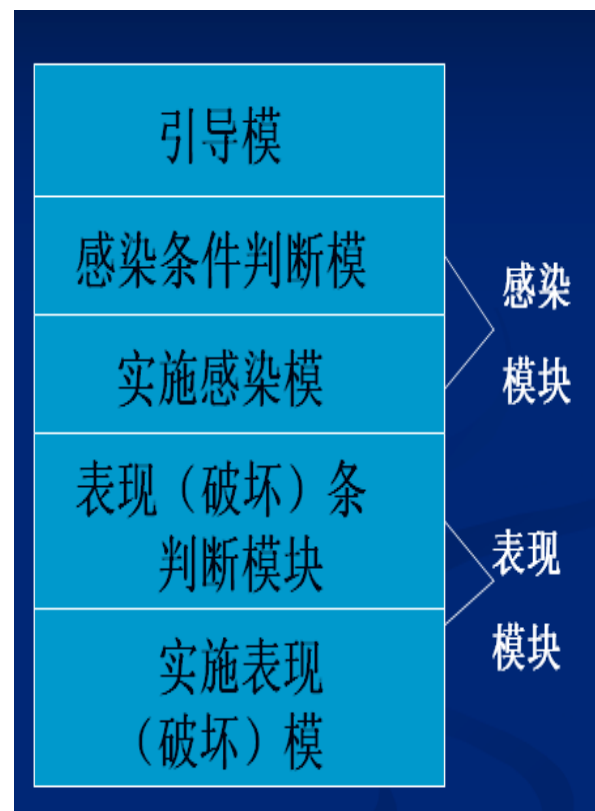 引导模
感染条件判断模
实施感染模
表现（破坏）条
判断模块
实施表现
（破坏）模
感染
模块
表现
模块